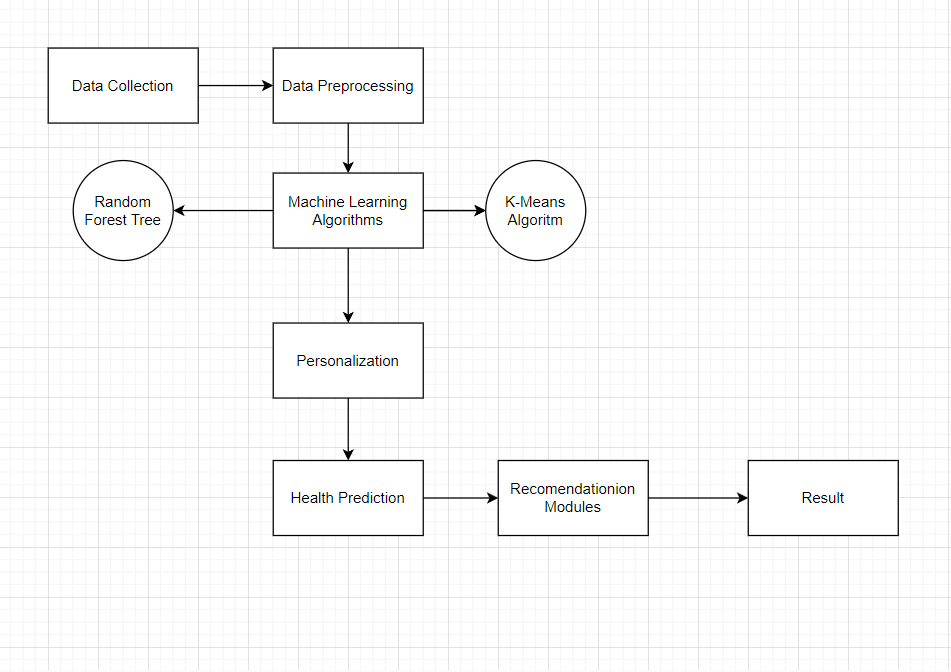 Data Collection
Data Preprocessing
Random
Forest Tree
Machine Learning
Algorithms
K-Means
Algoritm
Personalization
Health Prediction
Recomendationion
Modules
Result